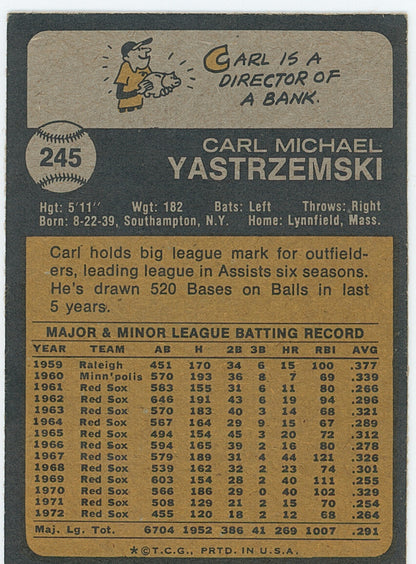 CARL IS A
DIRECTOR OF
A BANK.
245
CARL MICHAEL
YASTRZEMSKI
Hgt: 5'11" Wgt: 182 Bats: Left Throws: Right
Born: 8-22-39, Southampton, N.Y. Home: Lynnfield, Mass.
Carl holds big league mark for outfield-
ers, leading league in Assists six seasons.
He's drawn 520 Bases on Balls in last
5 years.
MAJOR & MINOR LEAGUE BATTING RECORD
YEAR TEAM AB H 2B 3B HR RBI AVG
1959 Raleigh 451 170 34 6 15 100 .377
1960 Minn'polis 570 193 36 8 7 69 .339
1961 Red Sox 583 155 31 6 11 80 .266
1962 Red Sox 646 191 43 6 19 94 .296
1963 Red Sox 570 183 40 3 14 68 .321
1964 Red Sox 567 164 29 9 15 67 .289
1965 Red Sox 494 154 45 3 20 72 .312
1966 Red Sox 594 165 39 2 16 80 .278
1967 Red Sox 579 189 31 4 44 121 .326
1968 Red Sox 539 162 32 2 23 74 .301
1969 Red Sox 603 154 28 2 40 111 .255
1970 Red Sox 566 186 29 0 40 102 .329
1971 Red Sox 508 129 21 2 15 70 .254
1972 Red Sox 455 120 18 2 12 68 .264
Maj. Lg. Tot. 6704 1952 386 41 269 1007 .291
*©T.C.G., PRTD. IN U.S.A.